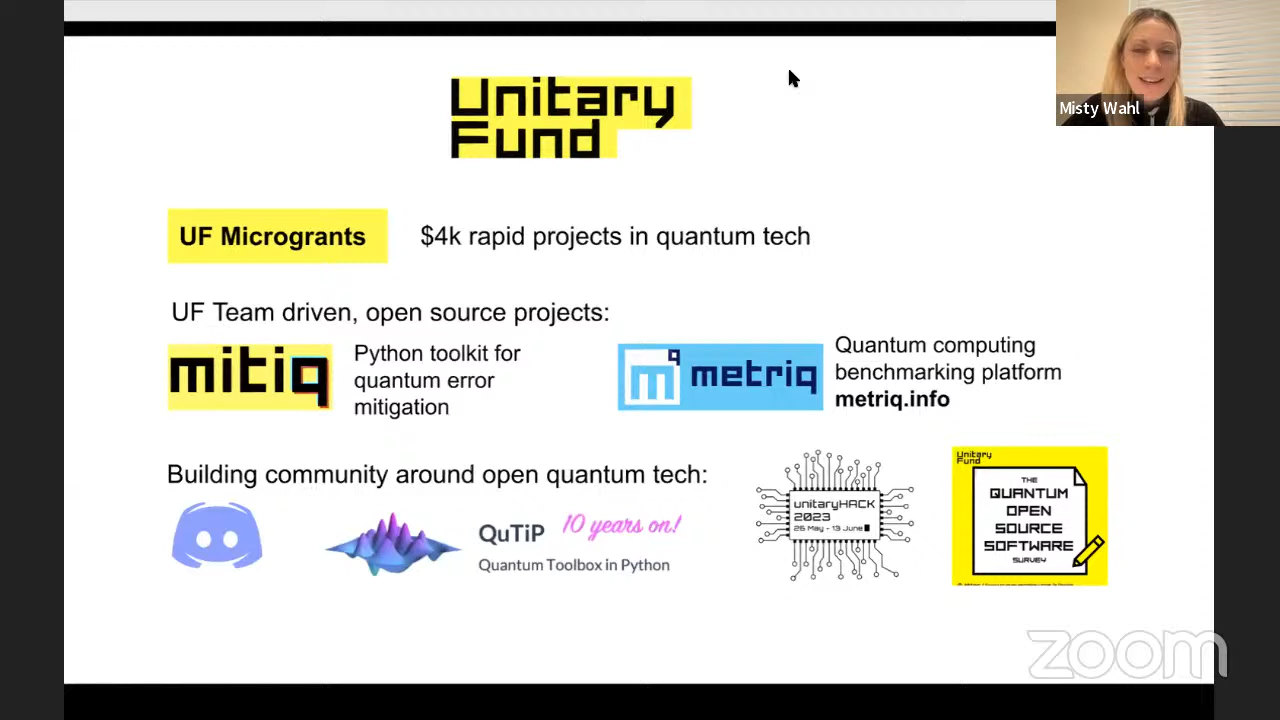 Unitary
Fund
Misty Wahl
UF Microgrants
$4k rapid projects in quantum tech
UF Team driven, open source projects:
mitiq
Python toolkit for
quantum error
mitigation
m q metriq
Quantum computing
benchmarking platform
metriq.info
Building community around open quantum tech:
QuTiP 10 years on!
Quantum Toolbox in Python
unitaryHACK
2023
26 May - 13 June
Unitary
Fund
THE
QUANTUM
OPEN
SOURCE
SOFTWARE
SURVEY
zoom